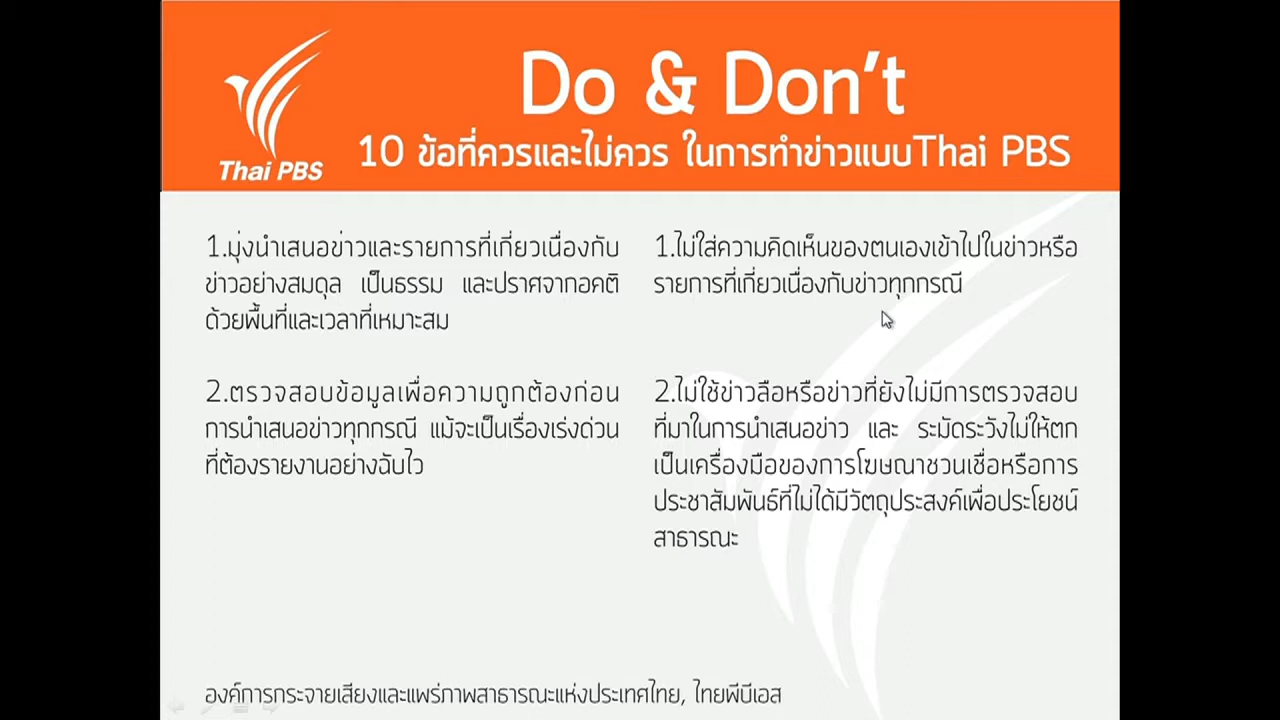 Thai PBS
Do & Don't
10 ข้อที่ควรและไม่ควร ในการทำข่าวแบบThai PBS
1.มุ่งนำเสนอข่าวและรายการที่เกี่ยวเนื่องกับ
ข่าวอย่างสมดุล เป็นธรรม และปราศจากอคติ
ด้วยพื้นที่และเวลาที่เหมาะสม
2.ตรวจสอบข้อมูลเพื่อความถูกต้องก่อน
การนำเสนอข่าวทุกกรณี แม้จะเป็นเรื่องเร่งด่วน
ที่ต้องรายงานอย่างฉับไว
1.ไม่ใส่ความคิดเห็นของตนเองเข้าไปในข่าวหรือ
รายการที่เกี่ยวเนื่องกับข่าวทุกกรณี
2.ไม่ใช้ข่าวลือหรือข่าวที่ยังไม่มีการตรวจสอบ
ที่มาในการนำเสนอข่าว และ ระมัดระวังไม่ให้ตก
เป็นเครื่องมือของการโฆษณาชวนเชื่อหรือการ
ประชาสัมพันธ์ที่ไม่ได้มีวัตถุประสงค์เพื่อประโยชน์
สาธารณะ
องค์การกระจายเสียงและแพร่ภาพสาธารณะแห่งประเทศไทย, ไทยพีบีเอส